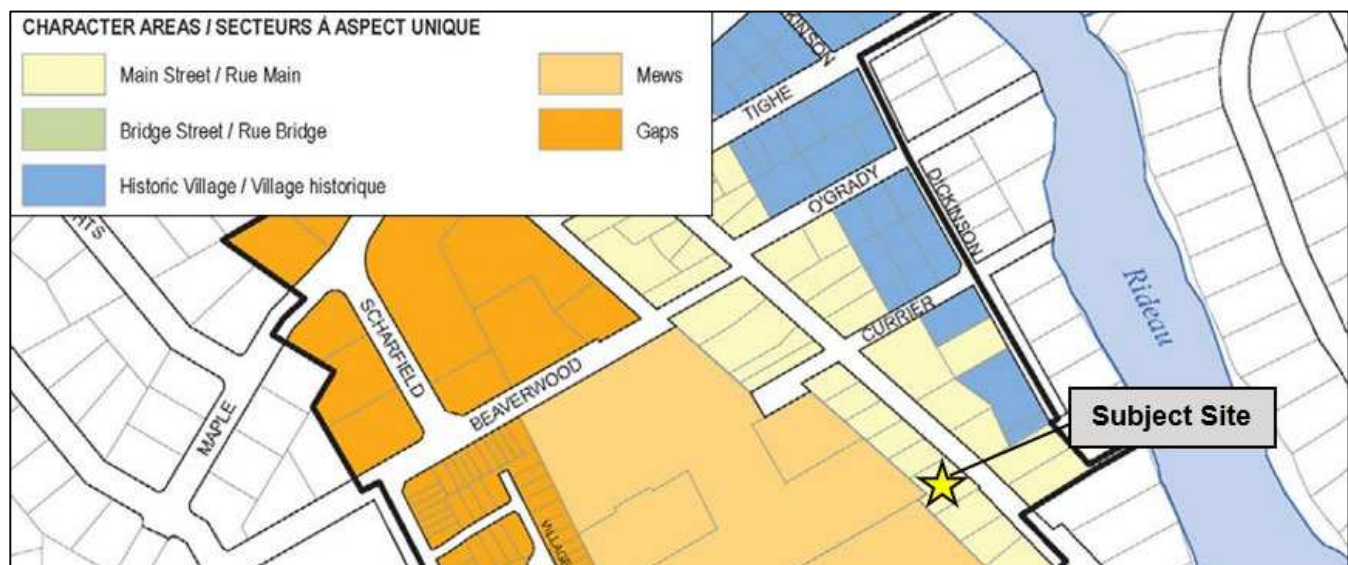 CHARACTER AREAS / SECTEURS À ASPECT UNIQUE
Main Street / Rue Main
Mews
Bridge Street / Rue Bridge
Gaps
Historic Village / Village historique
TIGHE
O'GRADY
DICKINSON
CURRIER
Rideau
SCHARFIELD
BEAVERWOOD
MAPLE
Subject Site
VILLAGE